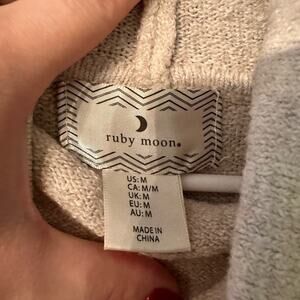 ruby moon.
US: M
CA: M/M
UK: M
EU: M
AU: M
MADE IN
CHINA